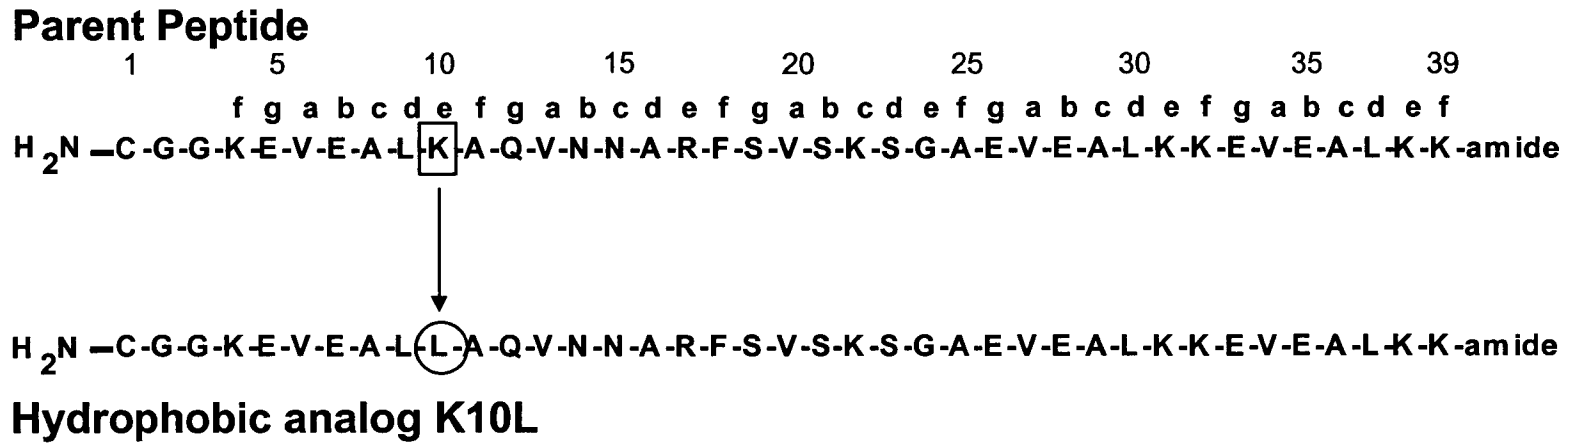 Parent Peptide
1 5 10 15 20 25 30 35 39
f g a b c d e f g a b c d e f g a b c d e f g a b c d e f g a b c d e f
H2N –C-G-G-K-E-V-E-A-L-K-A-Q-V-N-N-A-R-F-S-V-S-K-S-G-A-E-V-E-A-L-K-K-E-V-E-A-L-K-K-amide
H2N –C-G-G-K-E-V-E-A-L-L-A-Q-V-N-N-A-R-F-S-V-S-K-S-G-A-E-V-E-A-L-K-K-E-V-E-A-L-K-K-amide
Hydrophobic analog K10L